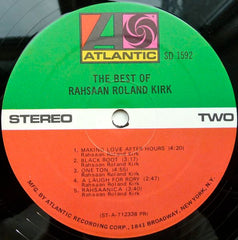 ATLANTIC
SD 1592
THE BEST OF
RAHSAAN ROLAND KIRK
STEREO
TWO
1. MAKING LOVE AFTER HOURS (4:20)
Rahsaan Roland Kirk
2. BLACK ROOT (3:17)
Rahsaan Roland Kirk
3. ONE TON (4:55)
Rahsaan Roland Kirk
4. A LAUGH FOR RORY (2:47)
Rahsaan Roland Kirk
5. RAHSAANICA (3:40)
Rahsaan Roland Kirk
(ST-A-712338 PR)
MFG. BY ATLANTIC RECORDING CORP., 1841 BROADWAY, NEW YORK, N.Y.